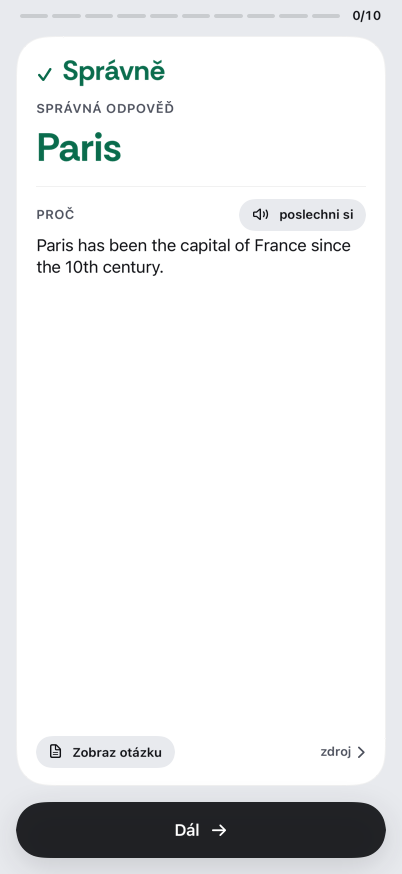 0/10
Správně
SPRÁVNÁ ODPOVĚĎ
Paris
PROČ
poslechni si
Paris has been the capital of France since
the 10th century.
Zobraz otázku
zdroj
Dál